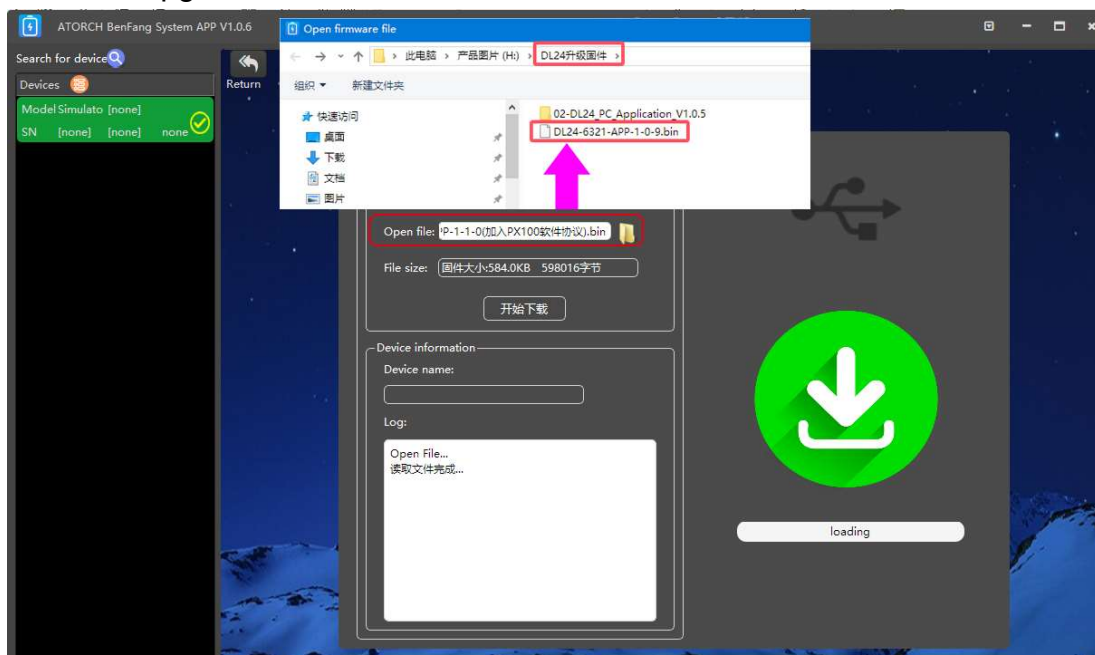 ATORCH BenFang System APP V1.0.6
Open firmware file
Search for device
Devices
Return
Model Simulato [none]
SN [none] [none] none
此电脑 › 产品图片 (H:) › DL24升级固件 ›
组织 新建文件夹
快速访问
桌面
下载
文档
图片
02-DL24_PC_Application_V1.0.5
DL24-6321-APP-1-0-9.bin
Open file: P-1-1-0(加入PX100软件协议).bin
File size: 固件大小:584.0KB 598016字节
开始下载
Device information
Device name:
Log:
Open File...
读取文件完成...
loading